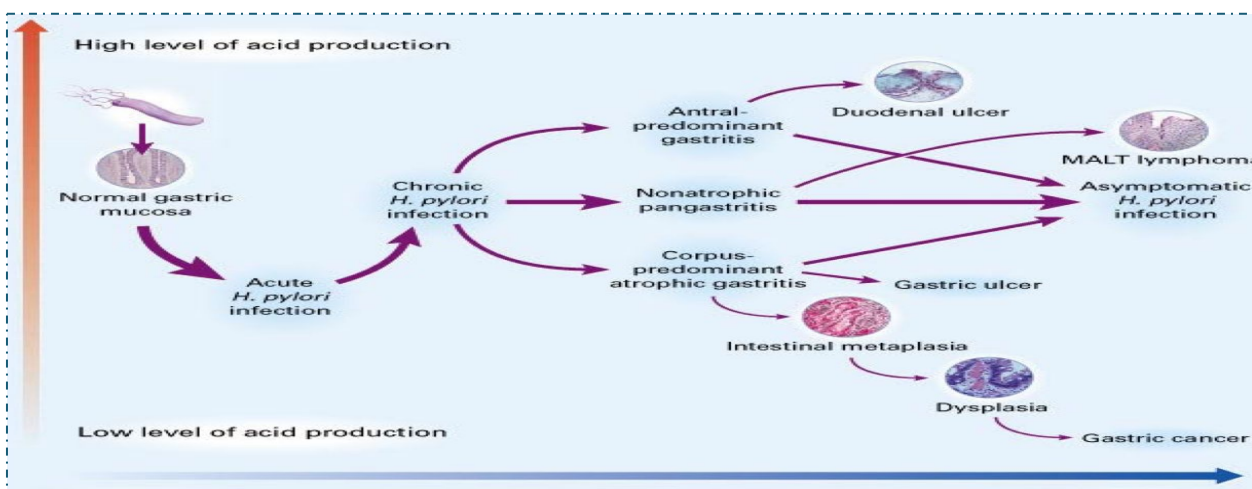 High level of acid production
Normal gastric
mucosa
Acute
H. pylori
infection
Chronic
H. pylori
infection
Antral-
predominant
gastritis
Duodenal ulcer
Nonatrophic
pangastritis
MALT lymphoma
Asymptomatic
H. pylori
infection
Corpus-
predominant
atrophic gastritis
Gastric ulcer
Intestinal metaplasia
Dysplasia
Gastric cancer
Low level of acid production